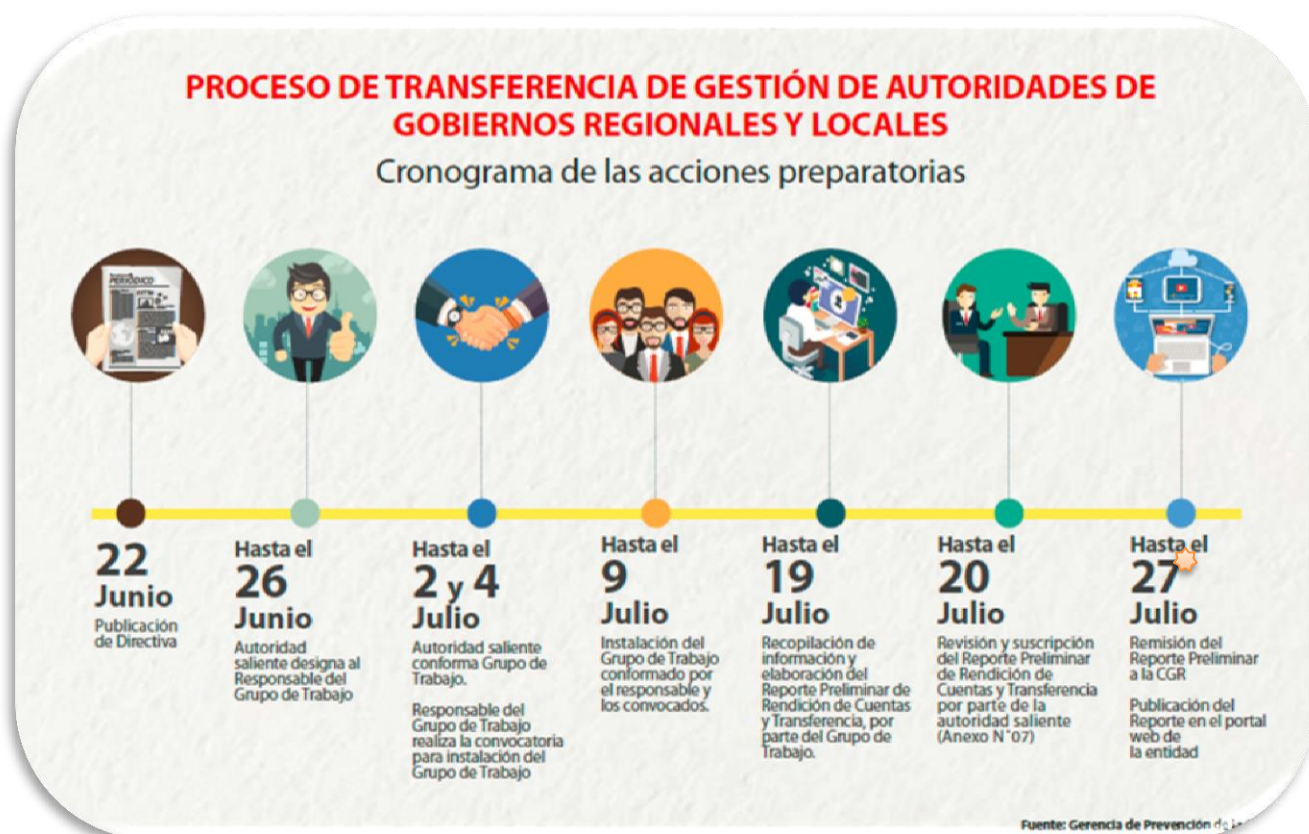 PROCESO DE TRANSFERENCIA DE GESTIÓN DE AUTORIDADES DE
GOBIERNOS REGIONALES Y LOCALES
Cronograma de las acciones preparatorias
PERIÓDICO
22
Junio
Publicación
de Directiva
Hasta el
26
Junio
Autoridad
saliente designa al
Responsable del
Grupo de Trabajo
Hasta el
2 y 4
Julio
Autoridad saliente
conforma Grupo de
Trabajo.
Responsable del
Grupo de Trabajo
realiza la convocatoria
para instalación del
Grupo de Trabajo
Hasta el
9
Julio
Instalación del
Grupo de Trabajo
conformado por
el responsable y
los convocados.
Hasta el
19
Julio
Recopilación de
información y
elaboración del
Reporte Preliminar de
Rendición de Cuentas
y Transferencia, por
parte del Grupo de
Trabajo.
Hasta el
20
Julio
Revisión y suscripción
del Reporte Preliminar
de Rendición de
Cuentas y Transferencia
por parte de la
autoridad saliente
(Anexo N°07)
Hasta el
27
Julio
Remisión del
Reporte Preliminar
a la CGR
Publicación del
Reporte en el portal
web de
la entidad
Fuente: Gerencia de Prevención de